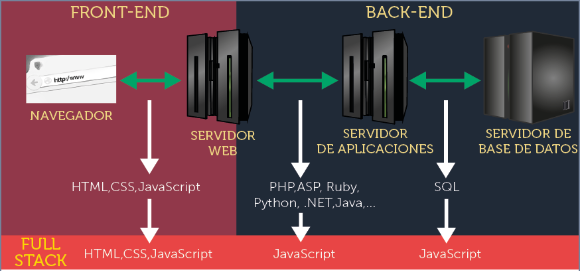 FRONT-END
BACK-END
http://www
NAVEGADOR
SERVIDOR
WEB
SERVIDOR
DE APLICACIONES
SERVIDOR DE
BASE DE DATOS
HTML,CSS,JavaScript
PHP,ASP, Ruby,
Python, .NET,Java,...
SQL
FULL
STACK
HTML,CSS,JavaScript
JavaScript
JavaScript